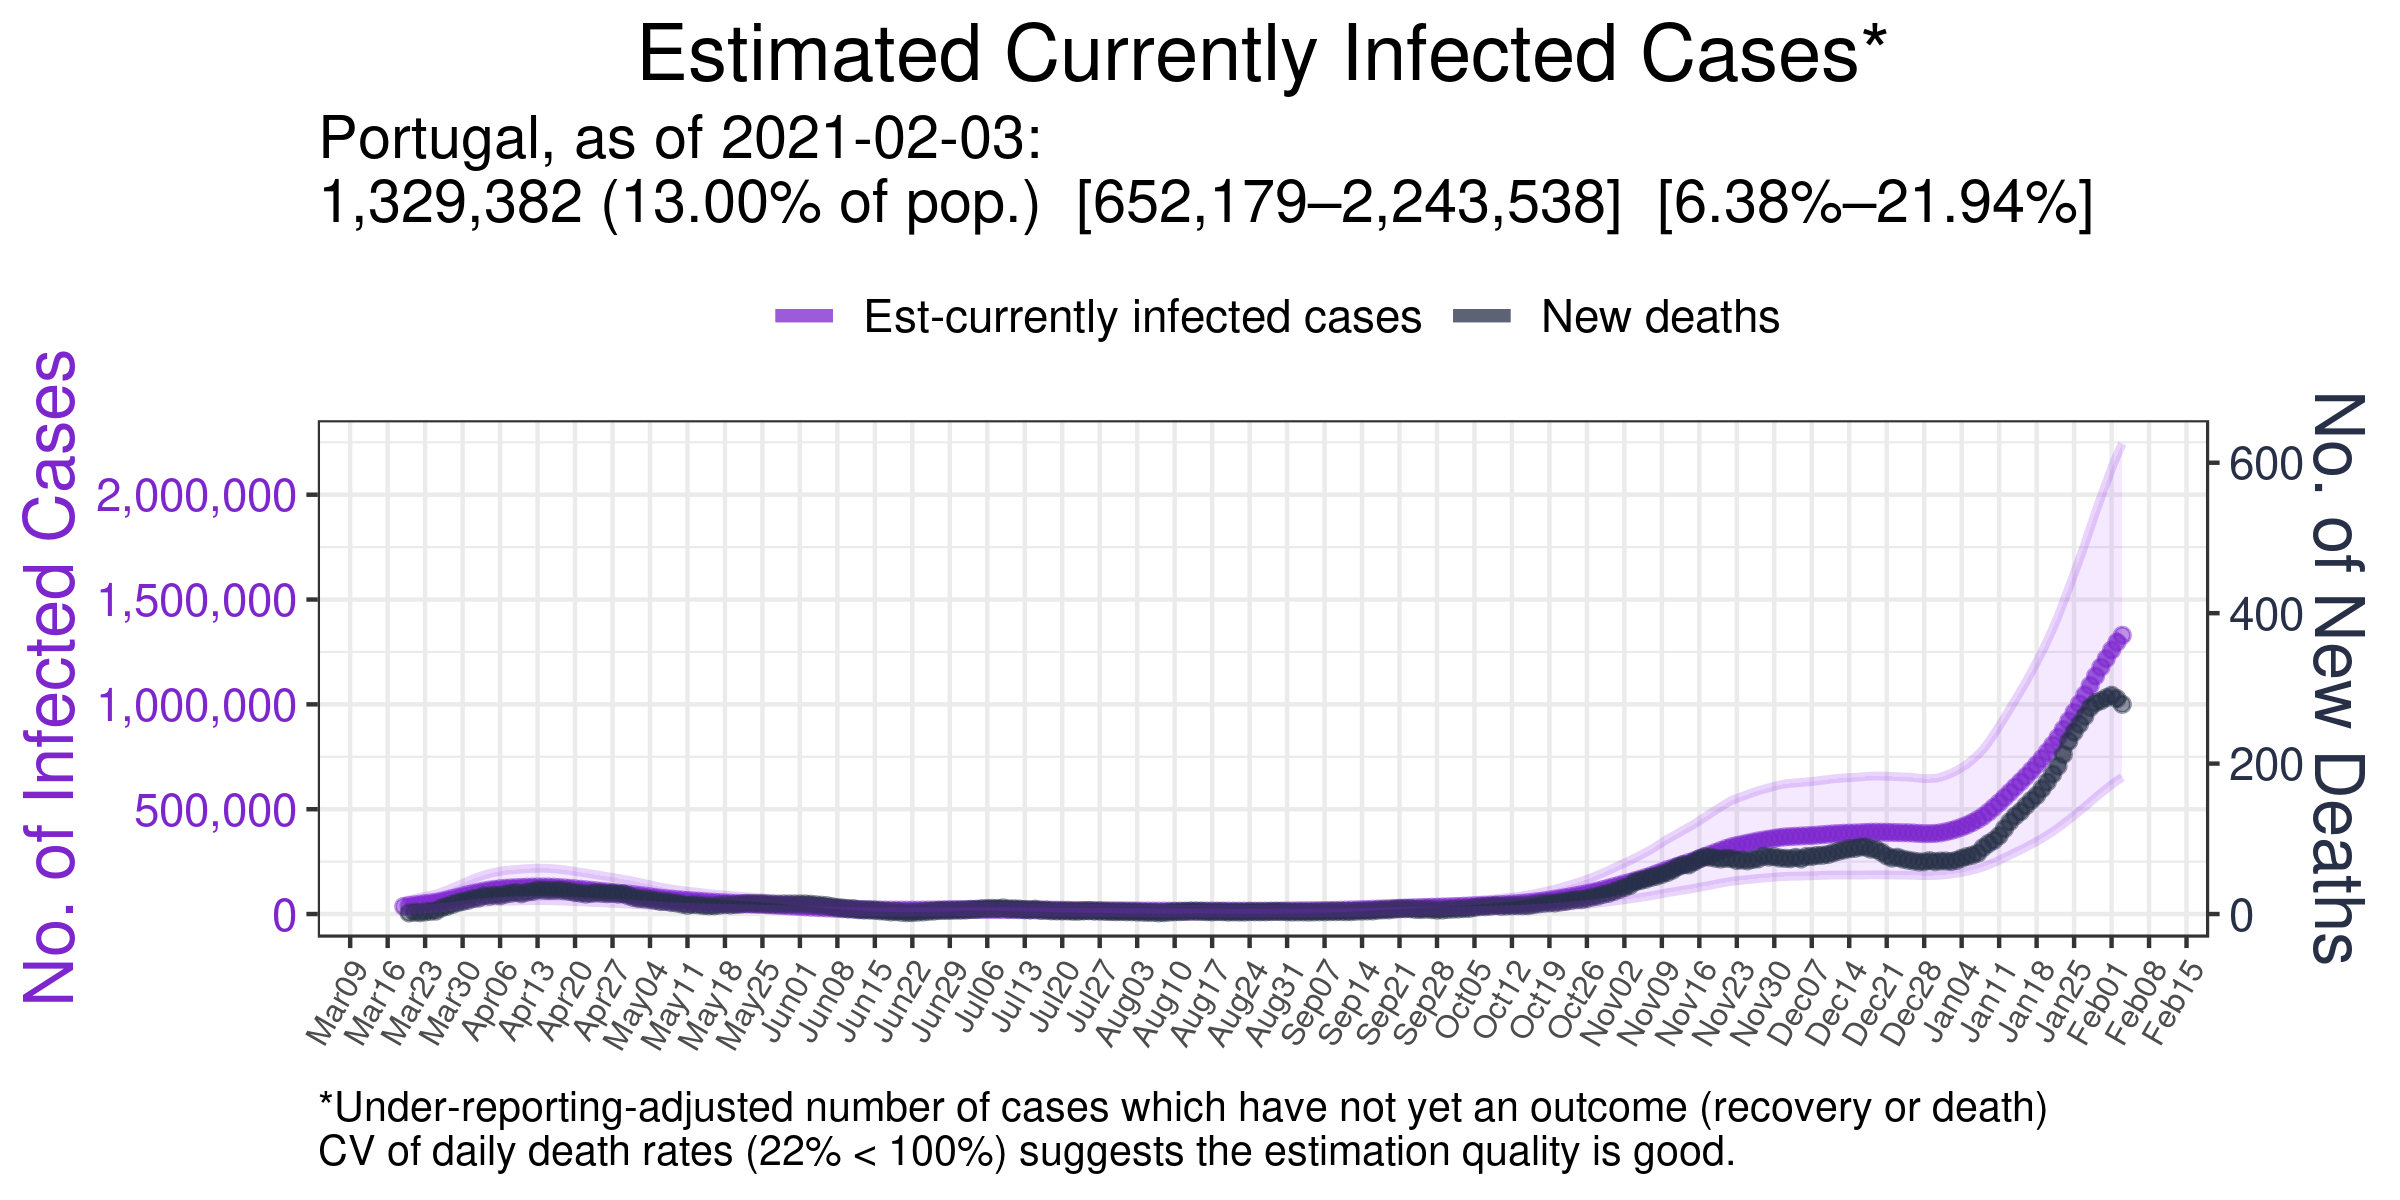 Estimated Currently Infected Cases*
Portugal, as of 2021-02-03:
1,329,382 (13.00% of pop.) [652,179–2,243,538] [6.38%–21.94%]
Est-currently infected cases New deaths
No. of Infected Cases
2,000,000
1,500,000
1,000,000
500,000
0
600
400
200
0
No. of New Deaths
Mar09 Mar16 Mar23 Mar30 Apr06 Apr13 Apr20 Apr27 May04 May11 May18 May25 Jun01 Jun08 Jun15 Jun22 Jun29 Jul06 Jul13 Jul20 Jul27 Aug03 Aug10 Aug17 Aug24 Aug31 Sep07 Sep14 Sep21 Sep28 Oct05 Oct12 Oct19 Oct26 Nov02 Nov09 Nov16 Nov23 Nov30 Dec07 Dec14 Dec21 Dec28 Jan04 Jan11 Jan18 Jan25 Feb01 Feb08 Feb15
*Under-reporting-adjusted number of cases which have not yet an outcome (recovery or death)
CV of daily death rates (22% < 100%) suggests the estimation quality is good.